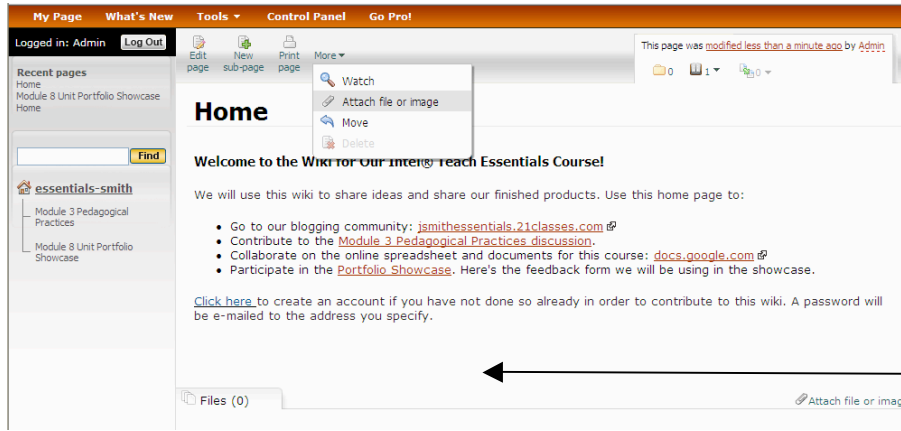 My Page What's New Tools Control Panel Go Pro!
Logged in: Admin Log Out
Edit page
New sub-page
Print page
More
This page was modified less than a minute ago by Admin
0 1 0
Recent pages
Home
Module 8 Unit Portfolio Showcase
Home
Watch
Attach file or image
Move
Delete
Home
Find
essentials-smith
Module 3 Pedagogical
Practices
Module 8 Unit Portfolio
Showcase
Welcome to the Wiki for Our Intel® Teach Essentials Course!
We will use this wiki to share ideas and share our finished products. Use this home page to:
• Go to our blogging community: jsmithessentials.21classes.com
• Contribute to the Module 3 Pedagogical Practices discussion.
• Collaborate on the online spreadsheet and documents for this course: docs.google.com
• Participate in the Portfolio Showcase. Here's the feedback form we will be using in the showcase.
Click here to create an account if you have not done so already in order to contribute to this wiki. A password will
be e-mailed to the address you specify.
Files (0)
Attach file or imag